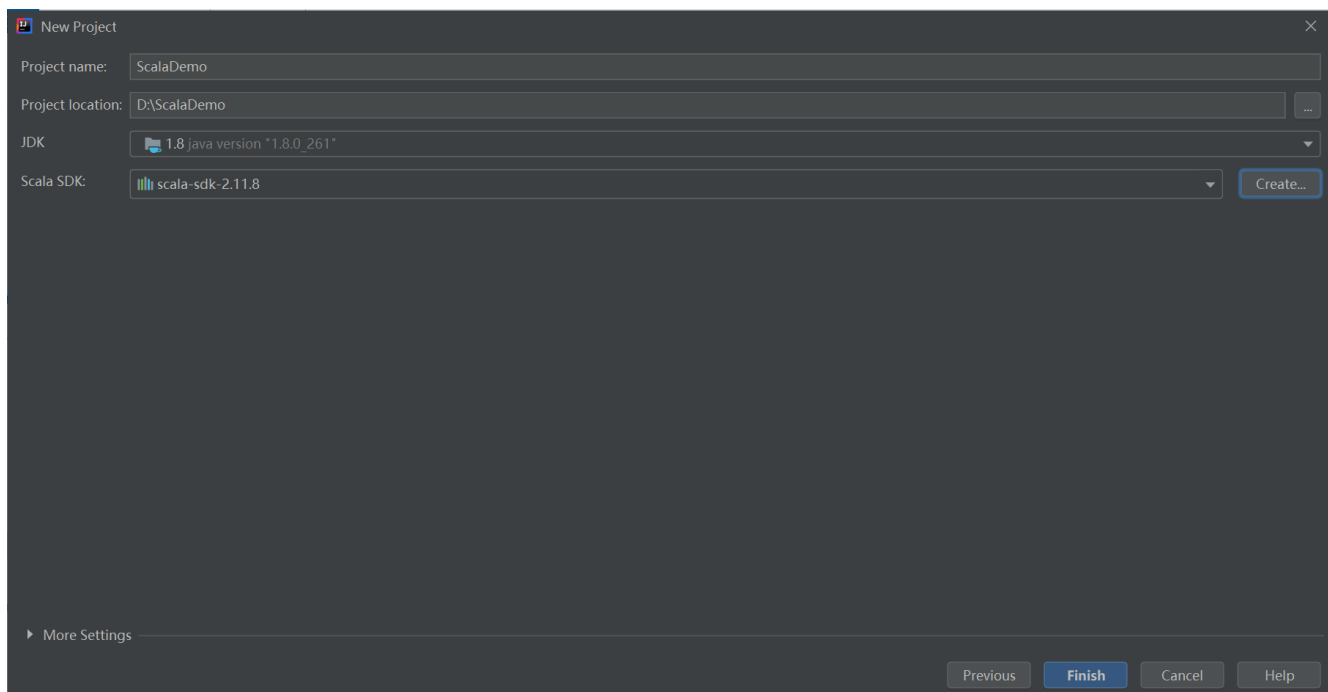 New Project
Project name: ScalaDemo
Project location: D:\ScalaDemo ...
JDK 1.8 java version "1.8.0_261"
Scala SDK: scala-sdk-2.11.8 Create...
More Settings
Previous Finish Cancel Help